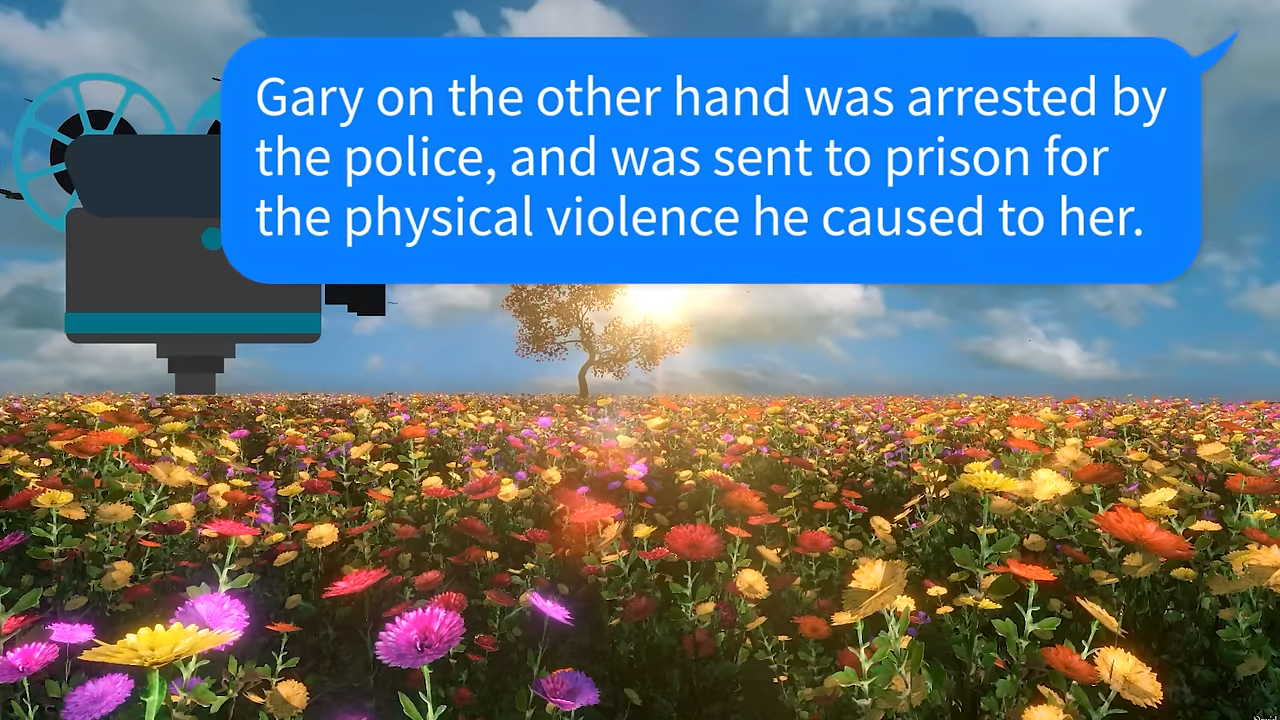 Gary on the other hand was arrested by
the police, and was sent to prison for
the physical violence he caused to her.